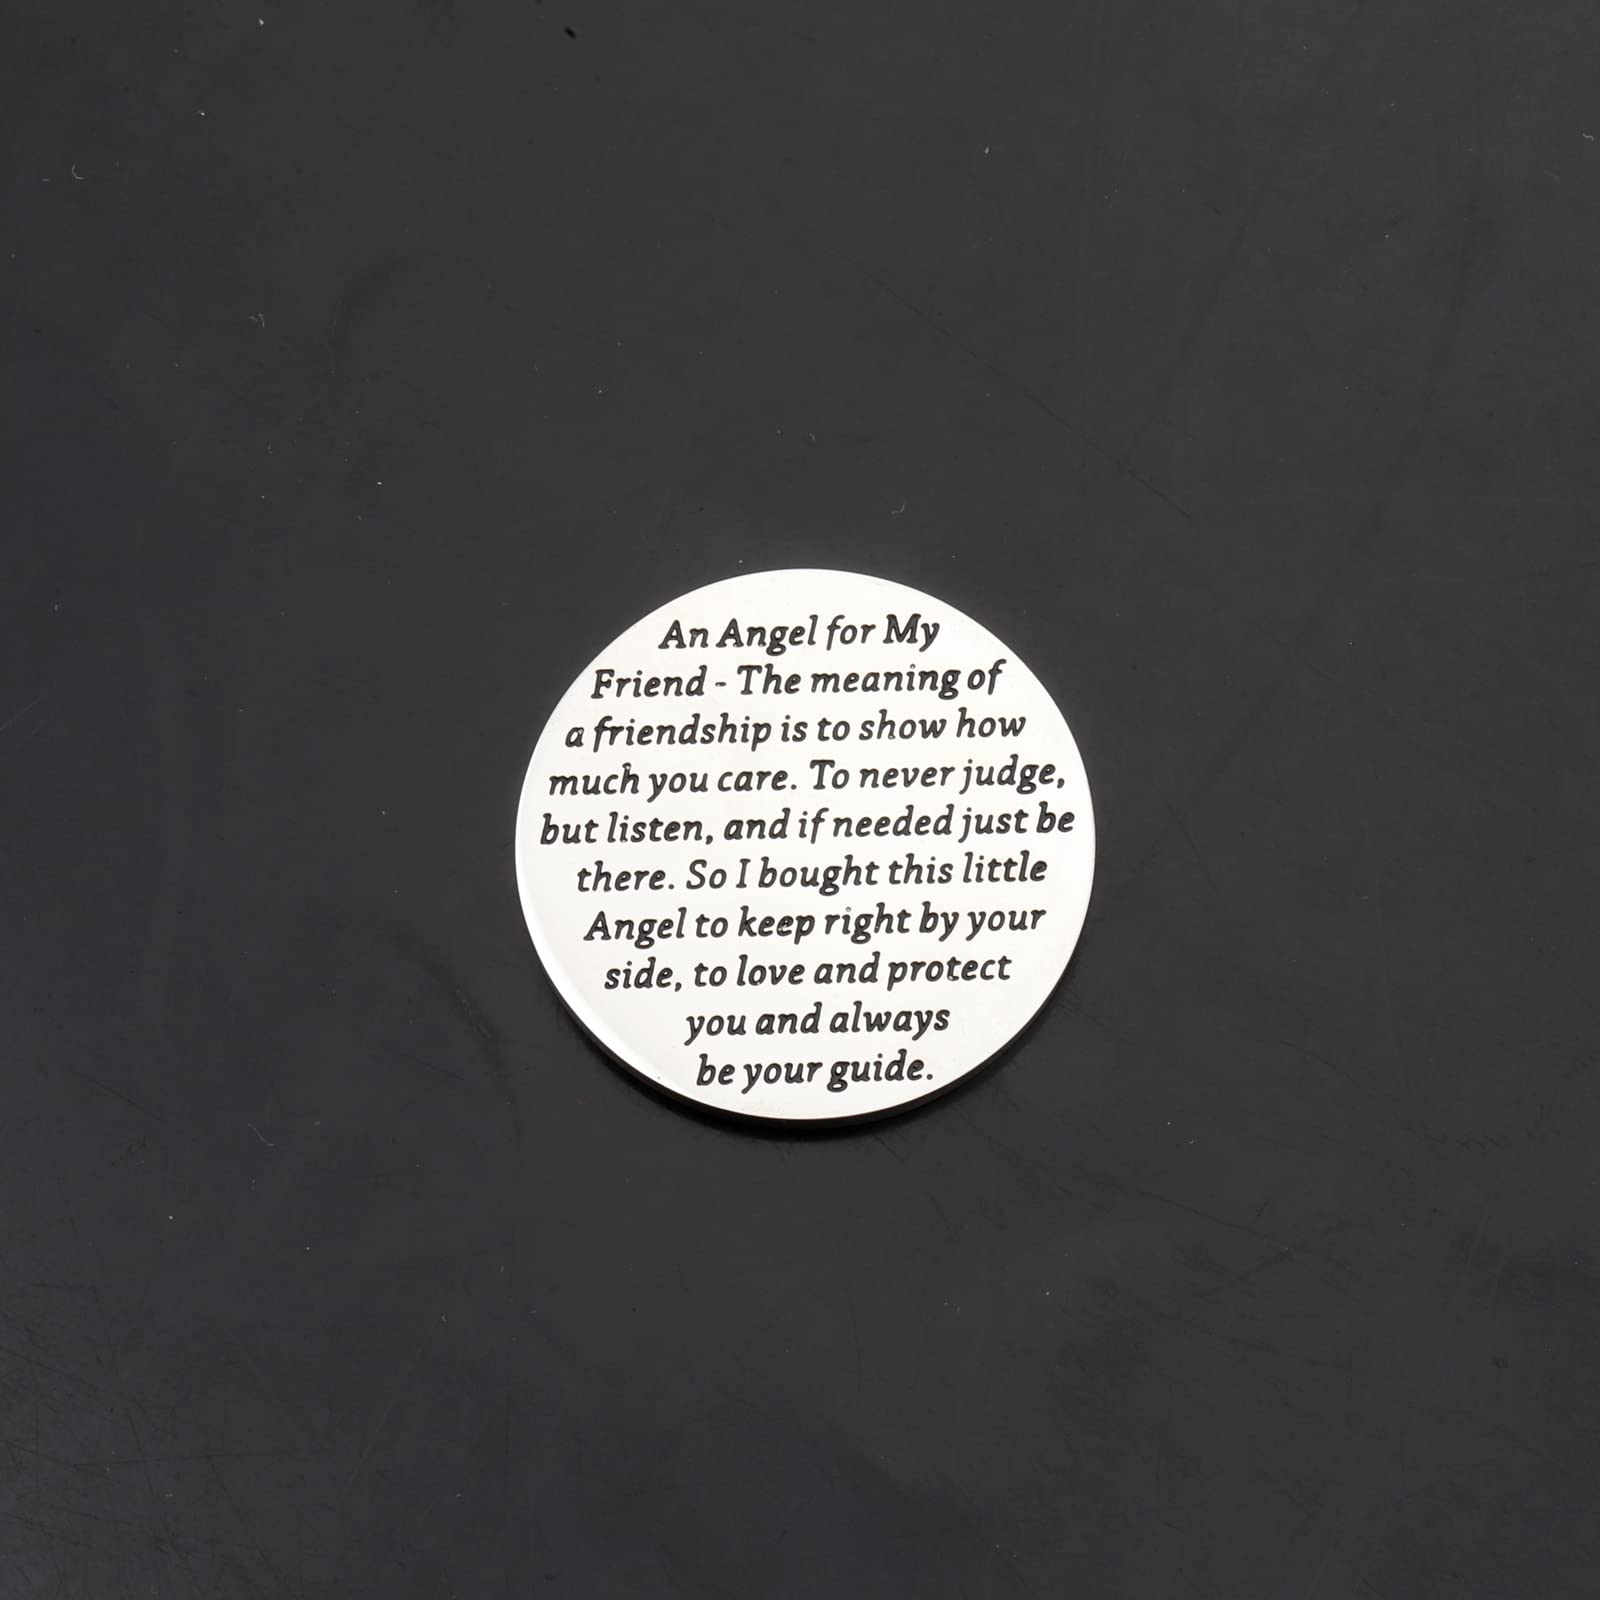 An Angel for My
Friend - The meaning of
a friendship is to show how
much you care. To never judge,
but listen, and if needed just be
there. So I bought this little
Angel to keep right by your
side, to love and protect
you and always
be your guide.